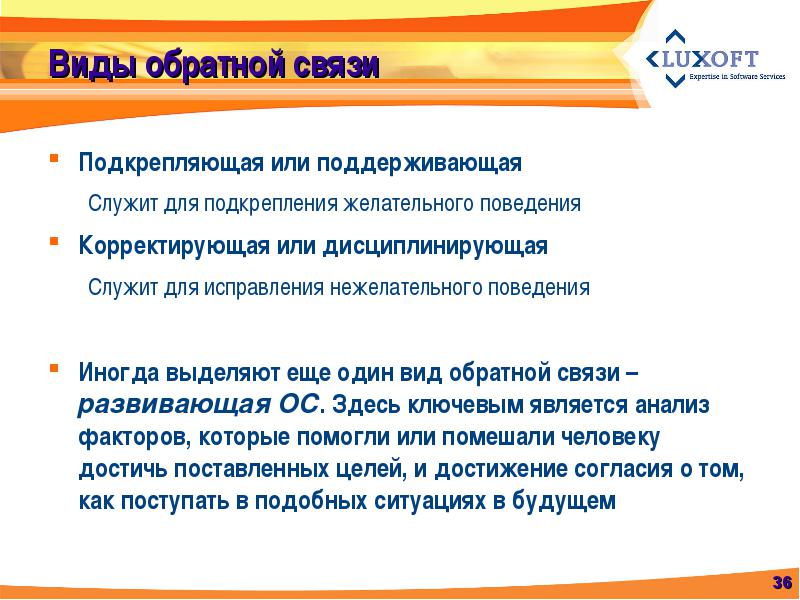 Виды обратной связи
LUXOFT
Expertise in Software Services
Подкрепляющая или поддерживающая
Служит для подкрепления желательного поведения
Корректирующая или дисциплинирующая
Служит для исправления нежелательного поведения
Иногда выделяют еще один вид обратной связи –
развивающая ОС. Здесь ключевым является анализ
факторов, которые помогли или помешали человеку
достичь поставленных целей, и достижение согласия о том,
как поступать в подобных ситуациях в будущем
36